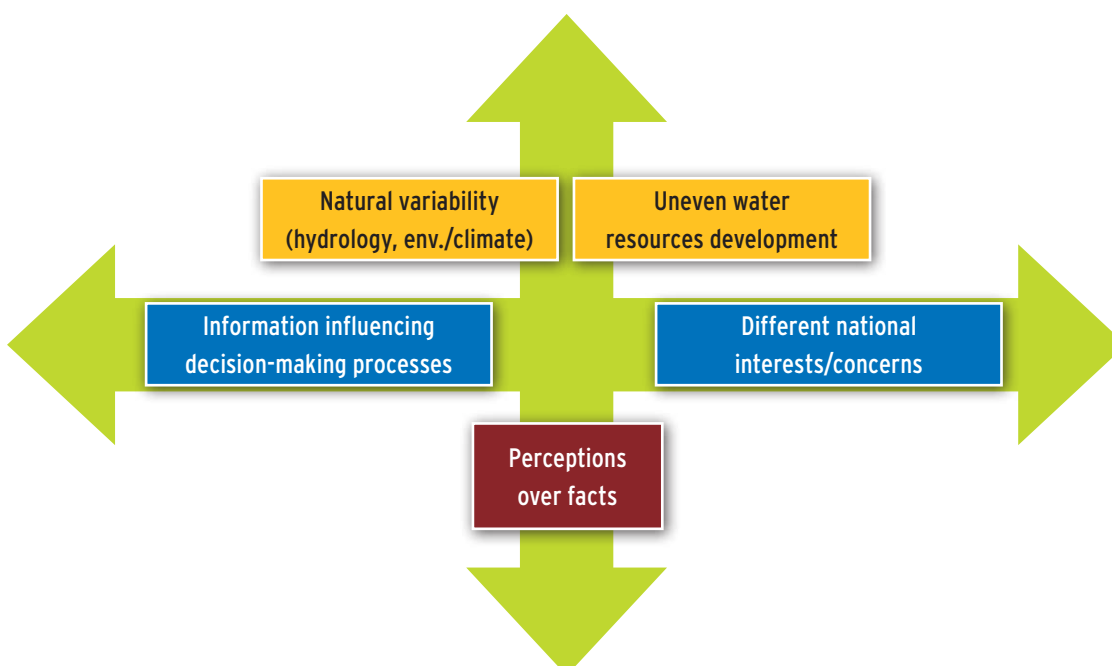 Natural variability
(hydrology, env./climate)
Uneven water
resources development
Information influencing
decision-making processes
Different national
interests/concerns
Perceptions
over facts